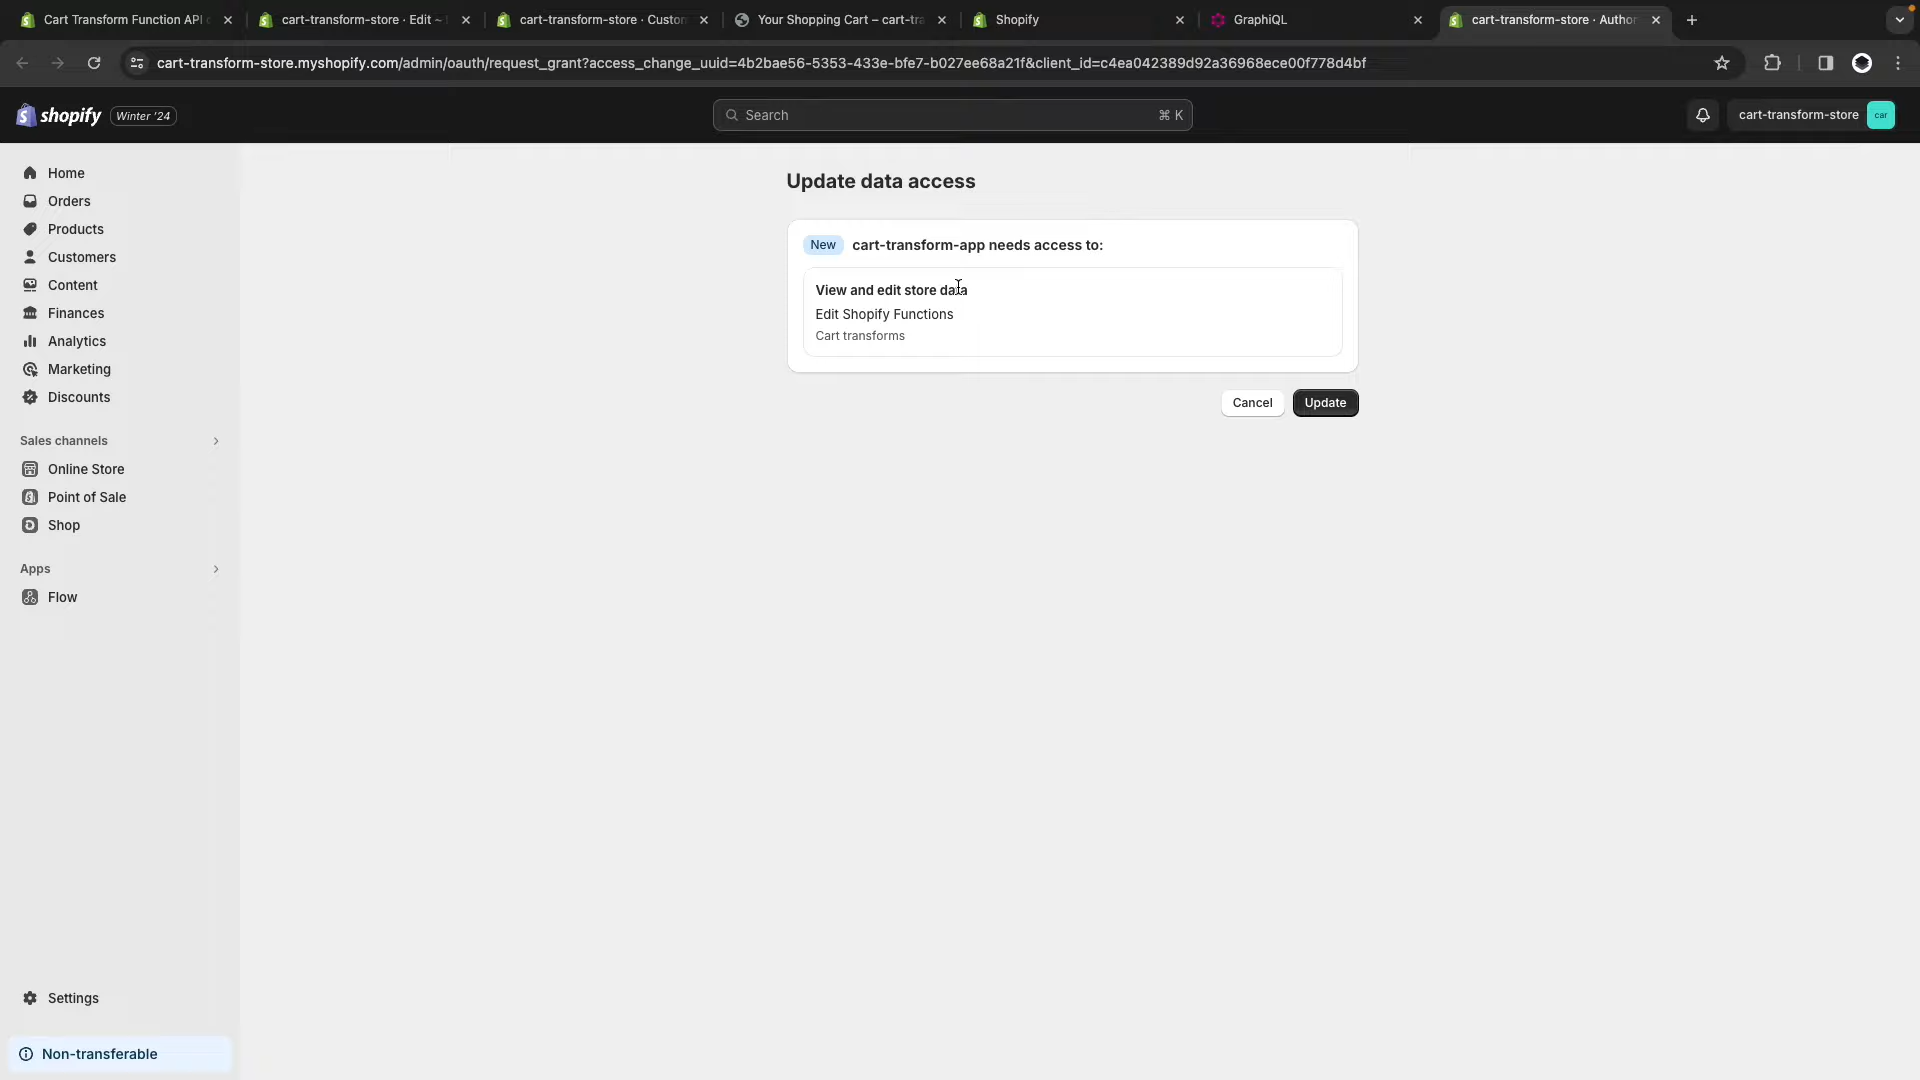 Cart Transform Function API
cart-transform-store · Edit ~
cart-transform-store · Custon
Your Shopping Cart – cart-tra
Shopify
GraphiQL
cart-transform-store · Author
cart-transform-store.myshopify.com/admin/oauth/request_grant?access_change_uuid=4b2bae56-5353-433e-bfe7-b027ee68a21f&client_id=c4ea042389d92a36968ece00f778d4bf
shopify
Winter '24
Search
⌘ K
cart-transform-store
car
Home
Orders
Products
Customers
Content
Finances
Analytics
Marketing
Discounts
Sales channels
Online Store
Point of Sale
Shop
Apps
Flow
Settings
Non-transferable
Update data access
New cart-transform-app needs access to:
View and edit store data
Edit Shopify Functions
Cart transforms
Cancel
Update